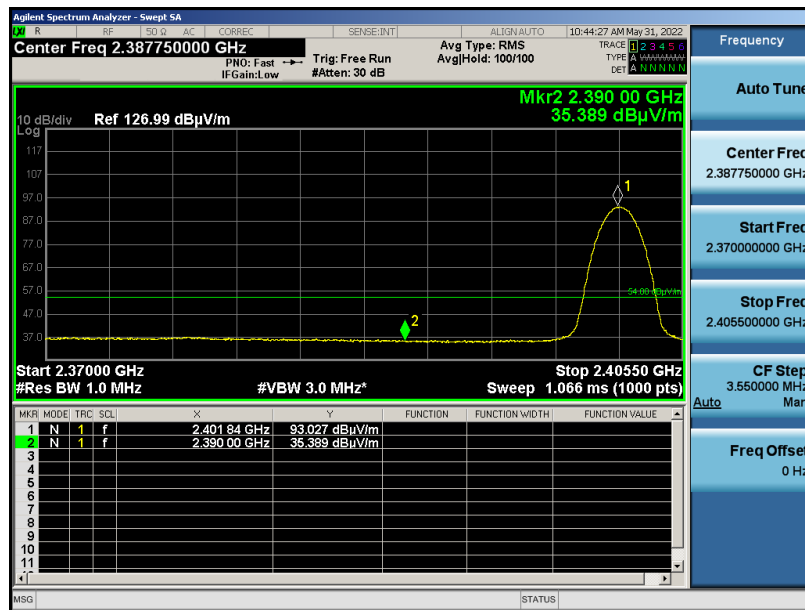 Agilent Spectrum Analyzer - Swept SA
LXI R RF 50 Ω AC CORREC SENSE:INT ALIGN AUTO 10:44:27 AM May 31, 2022
Center Freq 2.387750000 GHz
PNO: Fast
IFGain:Low
Trig: Free Run
#Atten: 30 dB
Avg Type: RMS
Avg|Hold: 100/100
TRACE 1 2 3 4 5 6
TYPE A
DET A N N N N N
Mkr2 2.390 00 GHz
35.389 dBµV/m
10 dB/div Ref 126.99 dBµV/m
Log
117
107
97.0
87.0
77.0
67.0
57.0
47.0
37.0
1
2
54.00 dBµV/m
Start 2.37000 GHz Stop 2.40550 GHz
#Res BW 1.0 MHz #VBW 3.0 MHz* Sweep 1.066 ms (1000 pts)
MKR MODE TRC SCL X Y FUNCTION FUNCTION WIDTH FUNCTION VALUE
1 N 1 f 2.401 84 GHz 93.027 dBµV/m
2 N 1 f 2.390 00 GHz 35.389 dBµV/m
3
4
5
6
7
8
9
10
11
MSG STATUS
Frequency
Auto Tune
Center Freq
2.387750000 GHz
Start Freq
2.370000000 GHz
Stop Freq
2.405500000 GHz
CF Step
3.550000 MHz
Auto Man
Freq Offset
0 Hz